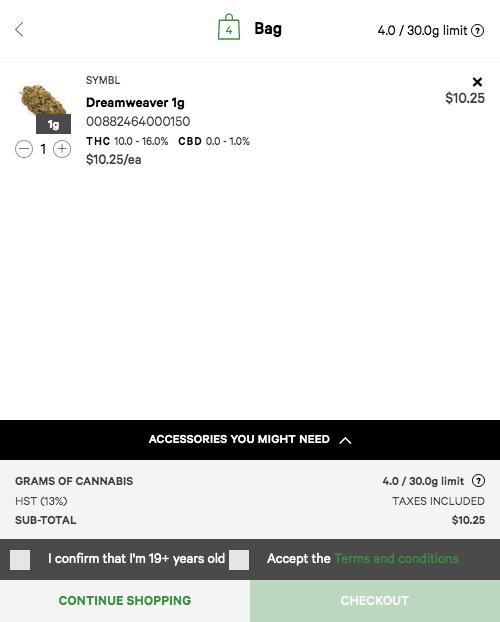 4
Bag
4.0 / 30.0g limit ?
SYMBL
Dreamweaver 1g
$10.25
1g
00882464000150
THC 10.0 - 16.0% CBD 0.0 - 1.0%
1
$10.25/ea
ACCESSORIES YOU MIGHT NEED
GRAMS OF CANNABIS 4.0 / 30.0g limit ?
HST (13%) TAXES INCLUDED
SUB-TOTAL $10.25
I confirm that I'm 19+ years old Accept the Terms and conditions
CONTINUE SHOPPING CHECKOUT